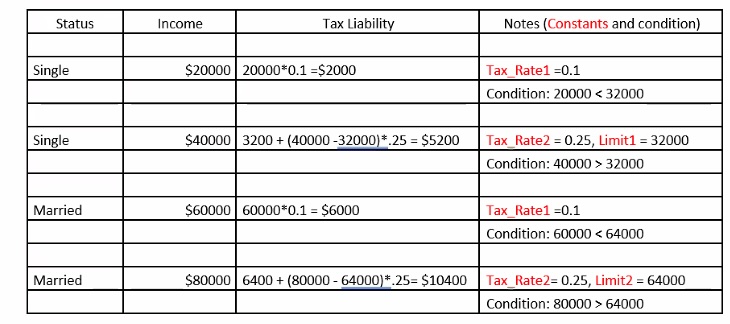 Status Income Tax Liability Notes (Constants and condition)
Single $20000 20000*0.1 =$2000 Tax_Rate1 =0.1
Condition: 20000 < 32000
Single $40000 3200 + (40000 -32000)*.25 = $5200 Tax_Rate2 = 0.25, Limit1 = 32000
Condition: 40000 > 32000
Married $60000 60000*0.1 = $6000 Tax_Rate1 =0.1
Condition: 60000 < 64000
Married $80000 6400 + (80000 - 64000)*.25= $10400 Tax_Rate2= 0.25, Limit2 = 64000
Condition: 80000 > 64000